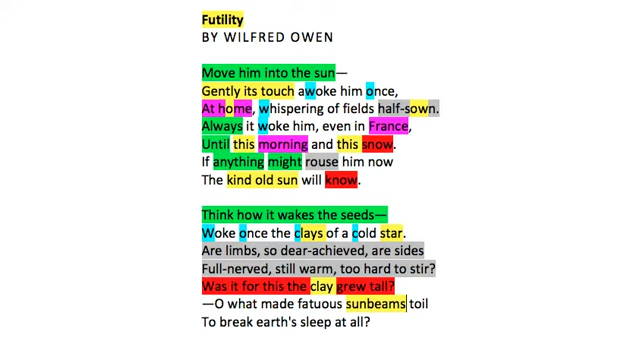 Futility
BY WILFRED OWEN
Move him into the sun—
Gently its touch awoke him once,
At home, whispering of fields half-sown.
Always it woke him, even in France,
Until this morning and this snow.
If anything might rouse him now
The kind old sun will know.
Think how it wakes the seeds—
Woke once the clays of a cold star.
Are limbs, so dear-achieved, are sides
Full-nerved, still warm, too hard to stir?
Was it for this the clay grew tall?
—O what made fatuous sunbeams toil
To break earth's sleep at all?